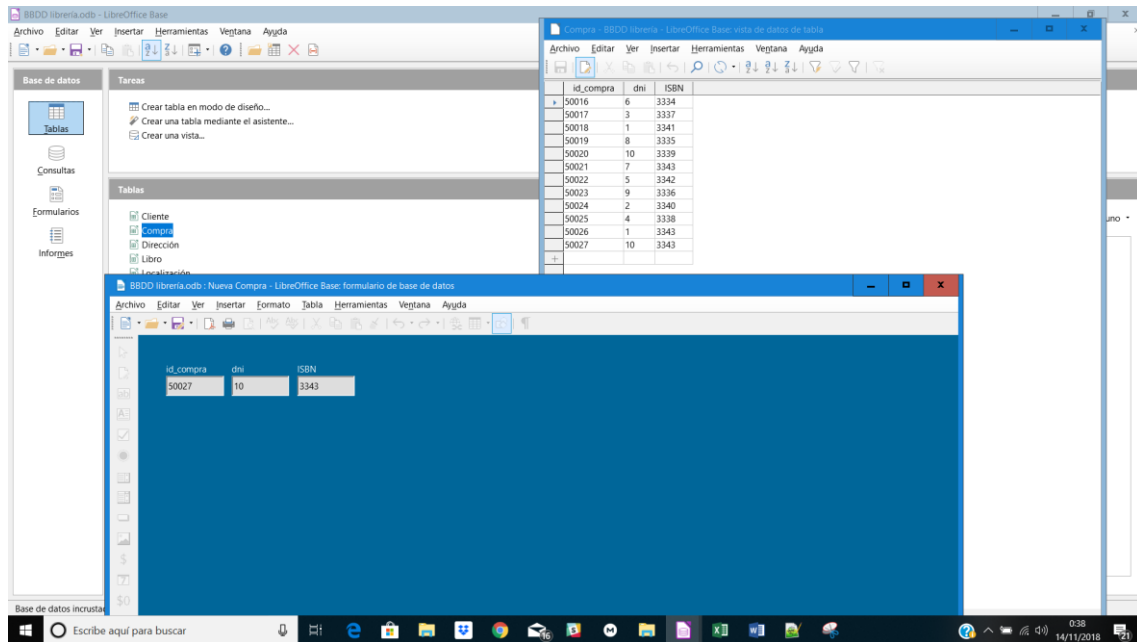 BBDD librería.odb - LibreOffice Base
Archivo Editar Ver Insertar Herramientas Ventana Ayuda
Base de datos
Tablas
Consultas
Formularios
Informes
Tareas
Crear tabla en modo de diseño...
Crear una tabla mediante el asistente...
Crear una vista...
Tablas
Cliente
Compra
Dirección
Libro
Localización
uno
Compra - BBDD librería - LibreOffice Base: vista de datos de tabla
Archivo Editar Ver Insertar Herramientas Ventana Ayuda
id_compra dni ISBN
50016 6 3334
50017 3 3337
50018 1 3341
50019 8 3335
50020 10 3339
50021 7 3343
50022 5 3342
50023 9 3336
50024 2 3340
50025 4 3338
50026 1 3343
50027 10 3343
BBDD librería.odb : Nueva Compra - LibreOffice Base: formulario de base de datos
Archivo Editar Ver Insertar Formato Tabla Herramientas Ventana Ayuda
id_compra dni ISBN
50027 10 3343
Base de datos incrusta
Escribe aquí para buscar
16
0:38
14/11/2018
21